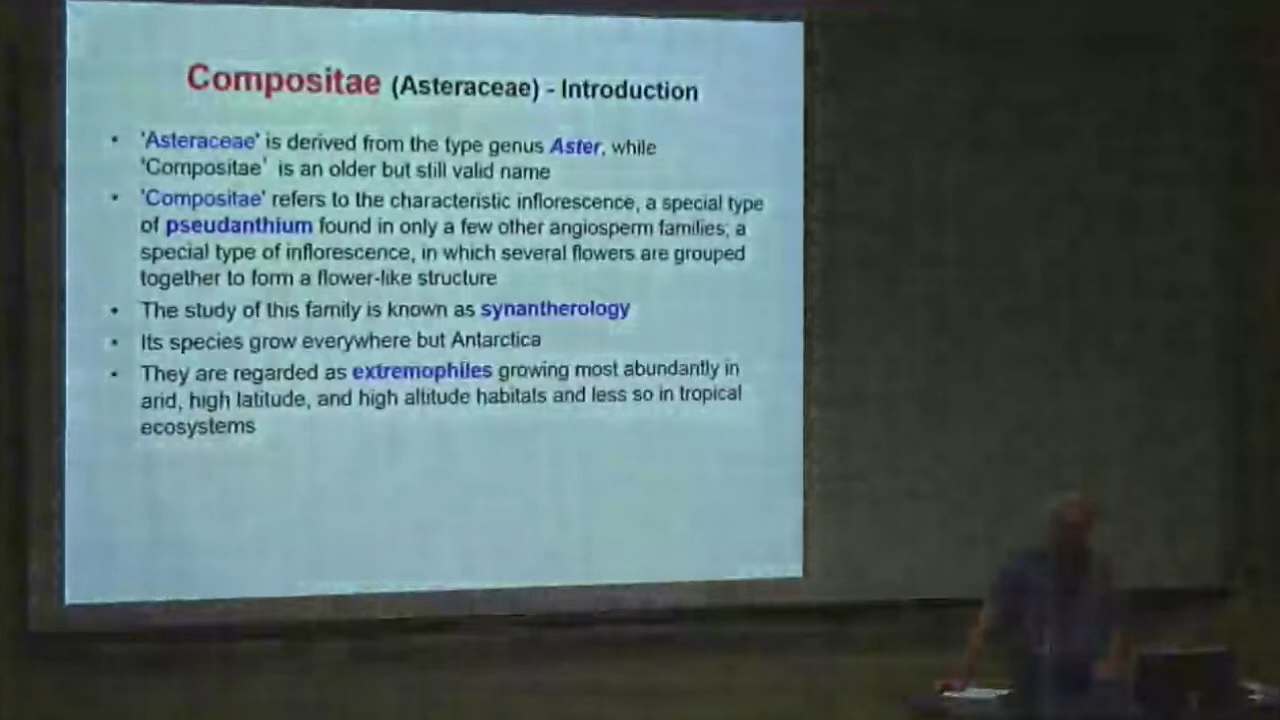 Compositae (Asteraceae) - Introduction
• 'Asteraceae' is derived from the type genus Aster, while
'Compositae' is an older but still valid name
• 'Compositae' refers to the characteristic inflorescence, a special type
of pseudanthium found in only a few other angiosperm families; a
special type of inflorescence, in which several flowers are grouped
together to form a flower-like structure
• The study of this family is known as synantherology
• Its species grow everywhere but Antarctica
• They are regarded as extremophiles growing most abundantly in
arid, high latitude, and high altitude habitats and less so in tropical
ecosystems